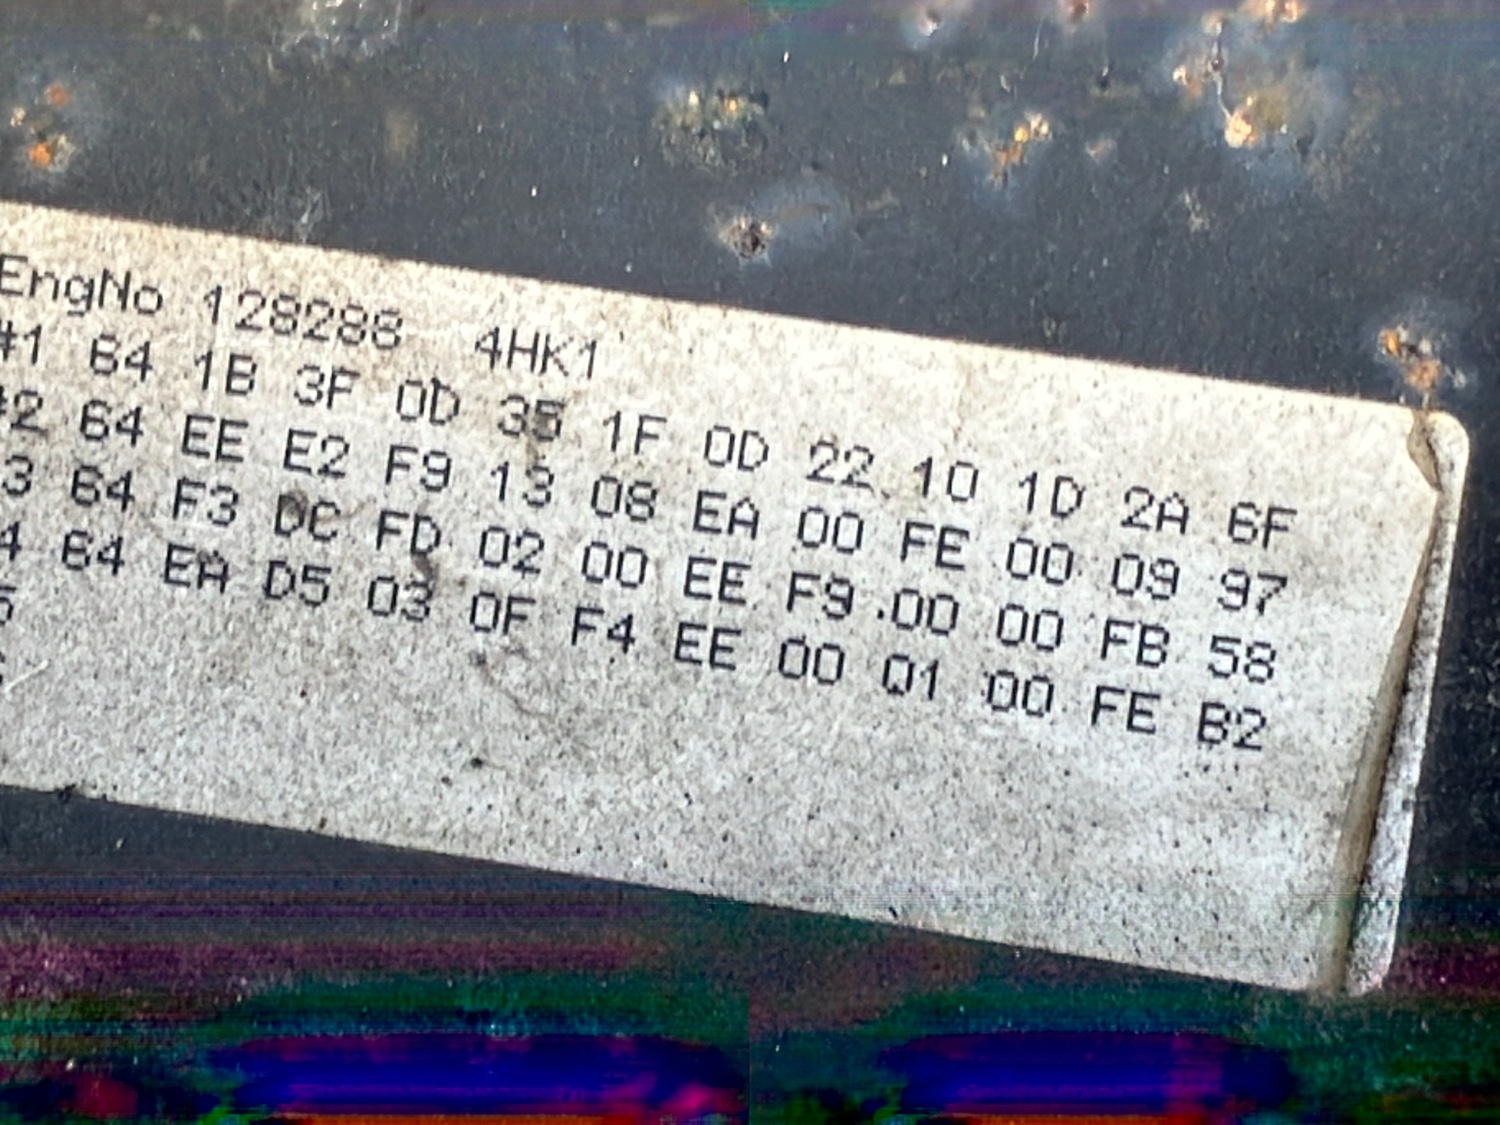 EngNo 128288 4HK1
#1 64 1B 3F 0D 35 1F 0D 22 10 1D 2A 6F
#2 64 EE E2 F9 13 08 EA 00 FE 00 09 97
3 64 F3 DC FD 02 00 EE F9 00 00 FB 58
4 64 EA D5 03 0F F4 EE 00 01 00 FE B2
5